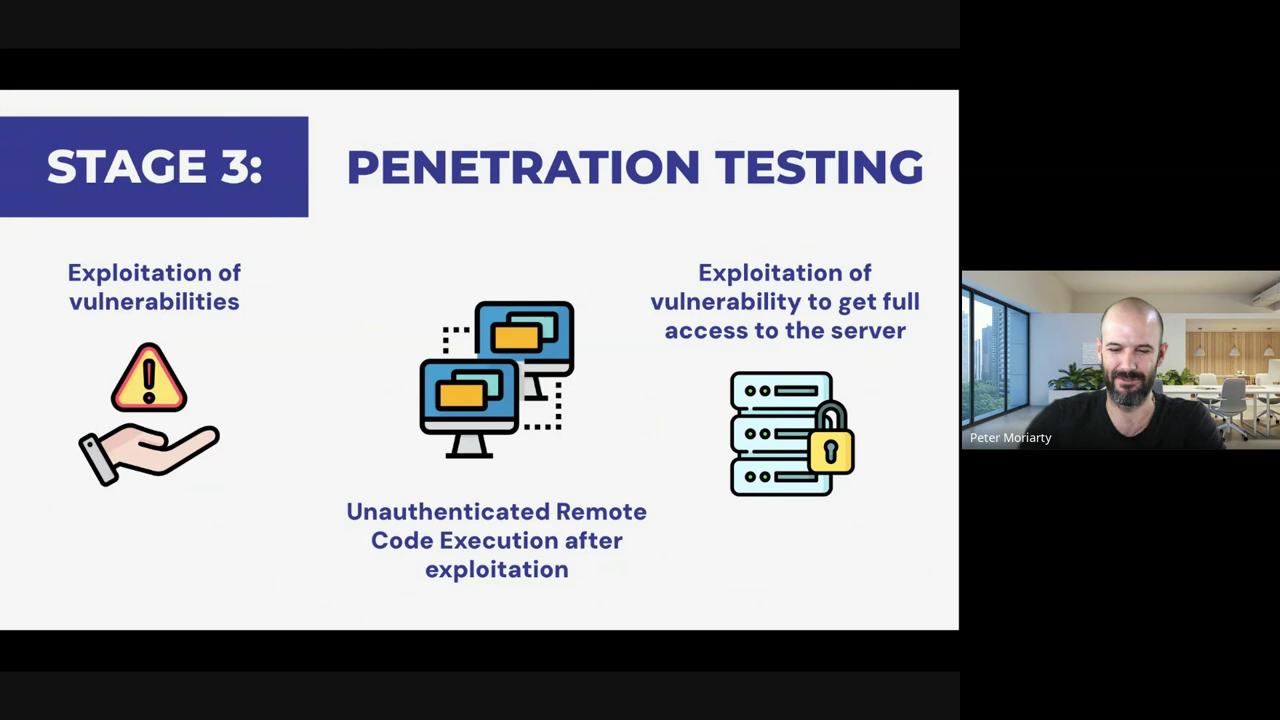 STAGE 3:
PENETRATION TESTING
Exploitation of
vulnerabilities
Unauthenticated Remote
Code Execution after
exploitation
Exploitation of
vulnerability to get full
access to the server
Peter Moriarty